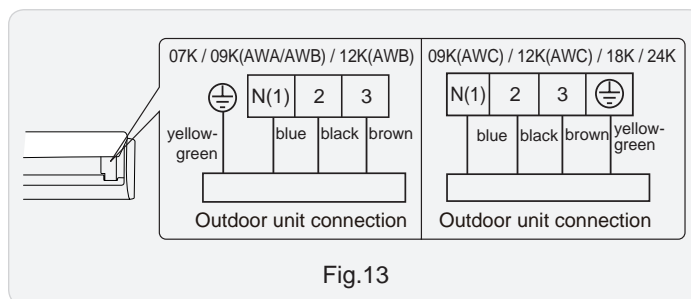 07K / 09K(AWA/AWB) / 12K(AWB)
N(1) 2 3
yellow-
green
blue black brown
Outdoor unit connection
09K(AWC) / 12K(AWC) / 18K / 24K
N(1) 2 3
blue black brown yellow-
green
Outdoor unit connection
Fig.13